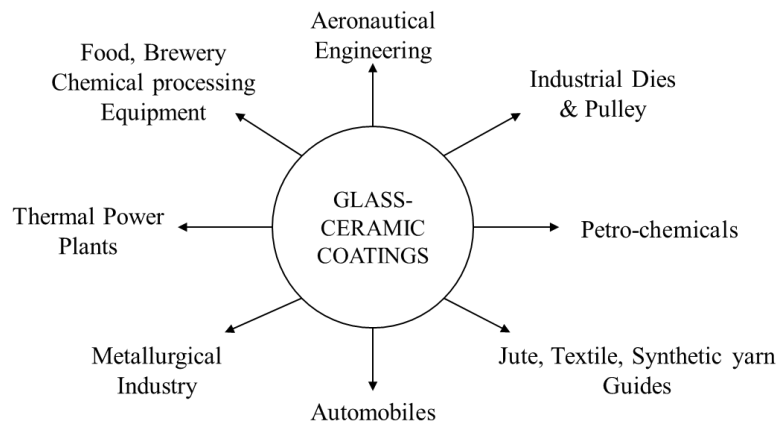 Aeronautical
Engineering
Food, Brewery
Chemical processing
Equipment
Industrial Dies
& Pulley
GLASS-
CERAMIC
COATINGS
Thermal Power
Plants
Petro-chemicals
Metallurgical
Industry
Jute, Textile, Synthetic yarn
Guides
Automobiles